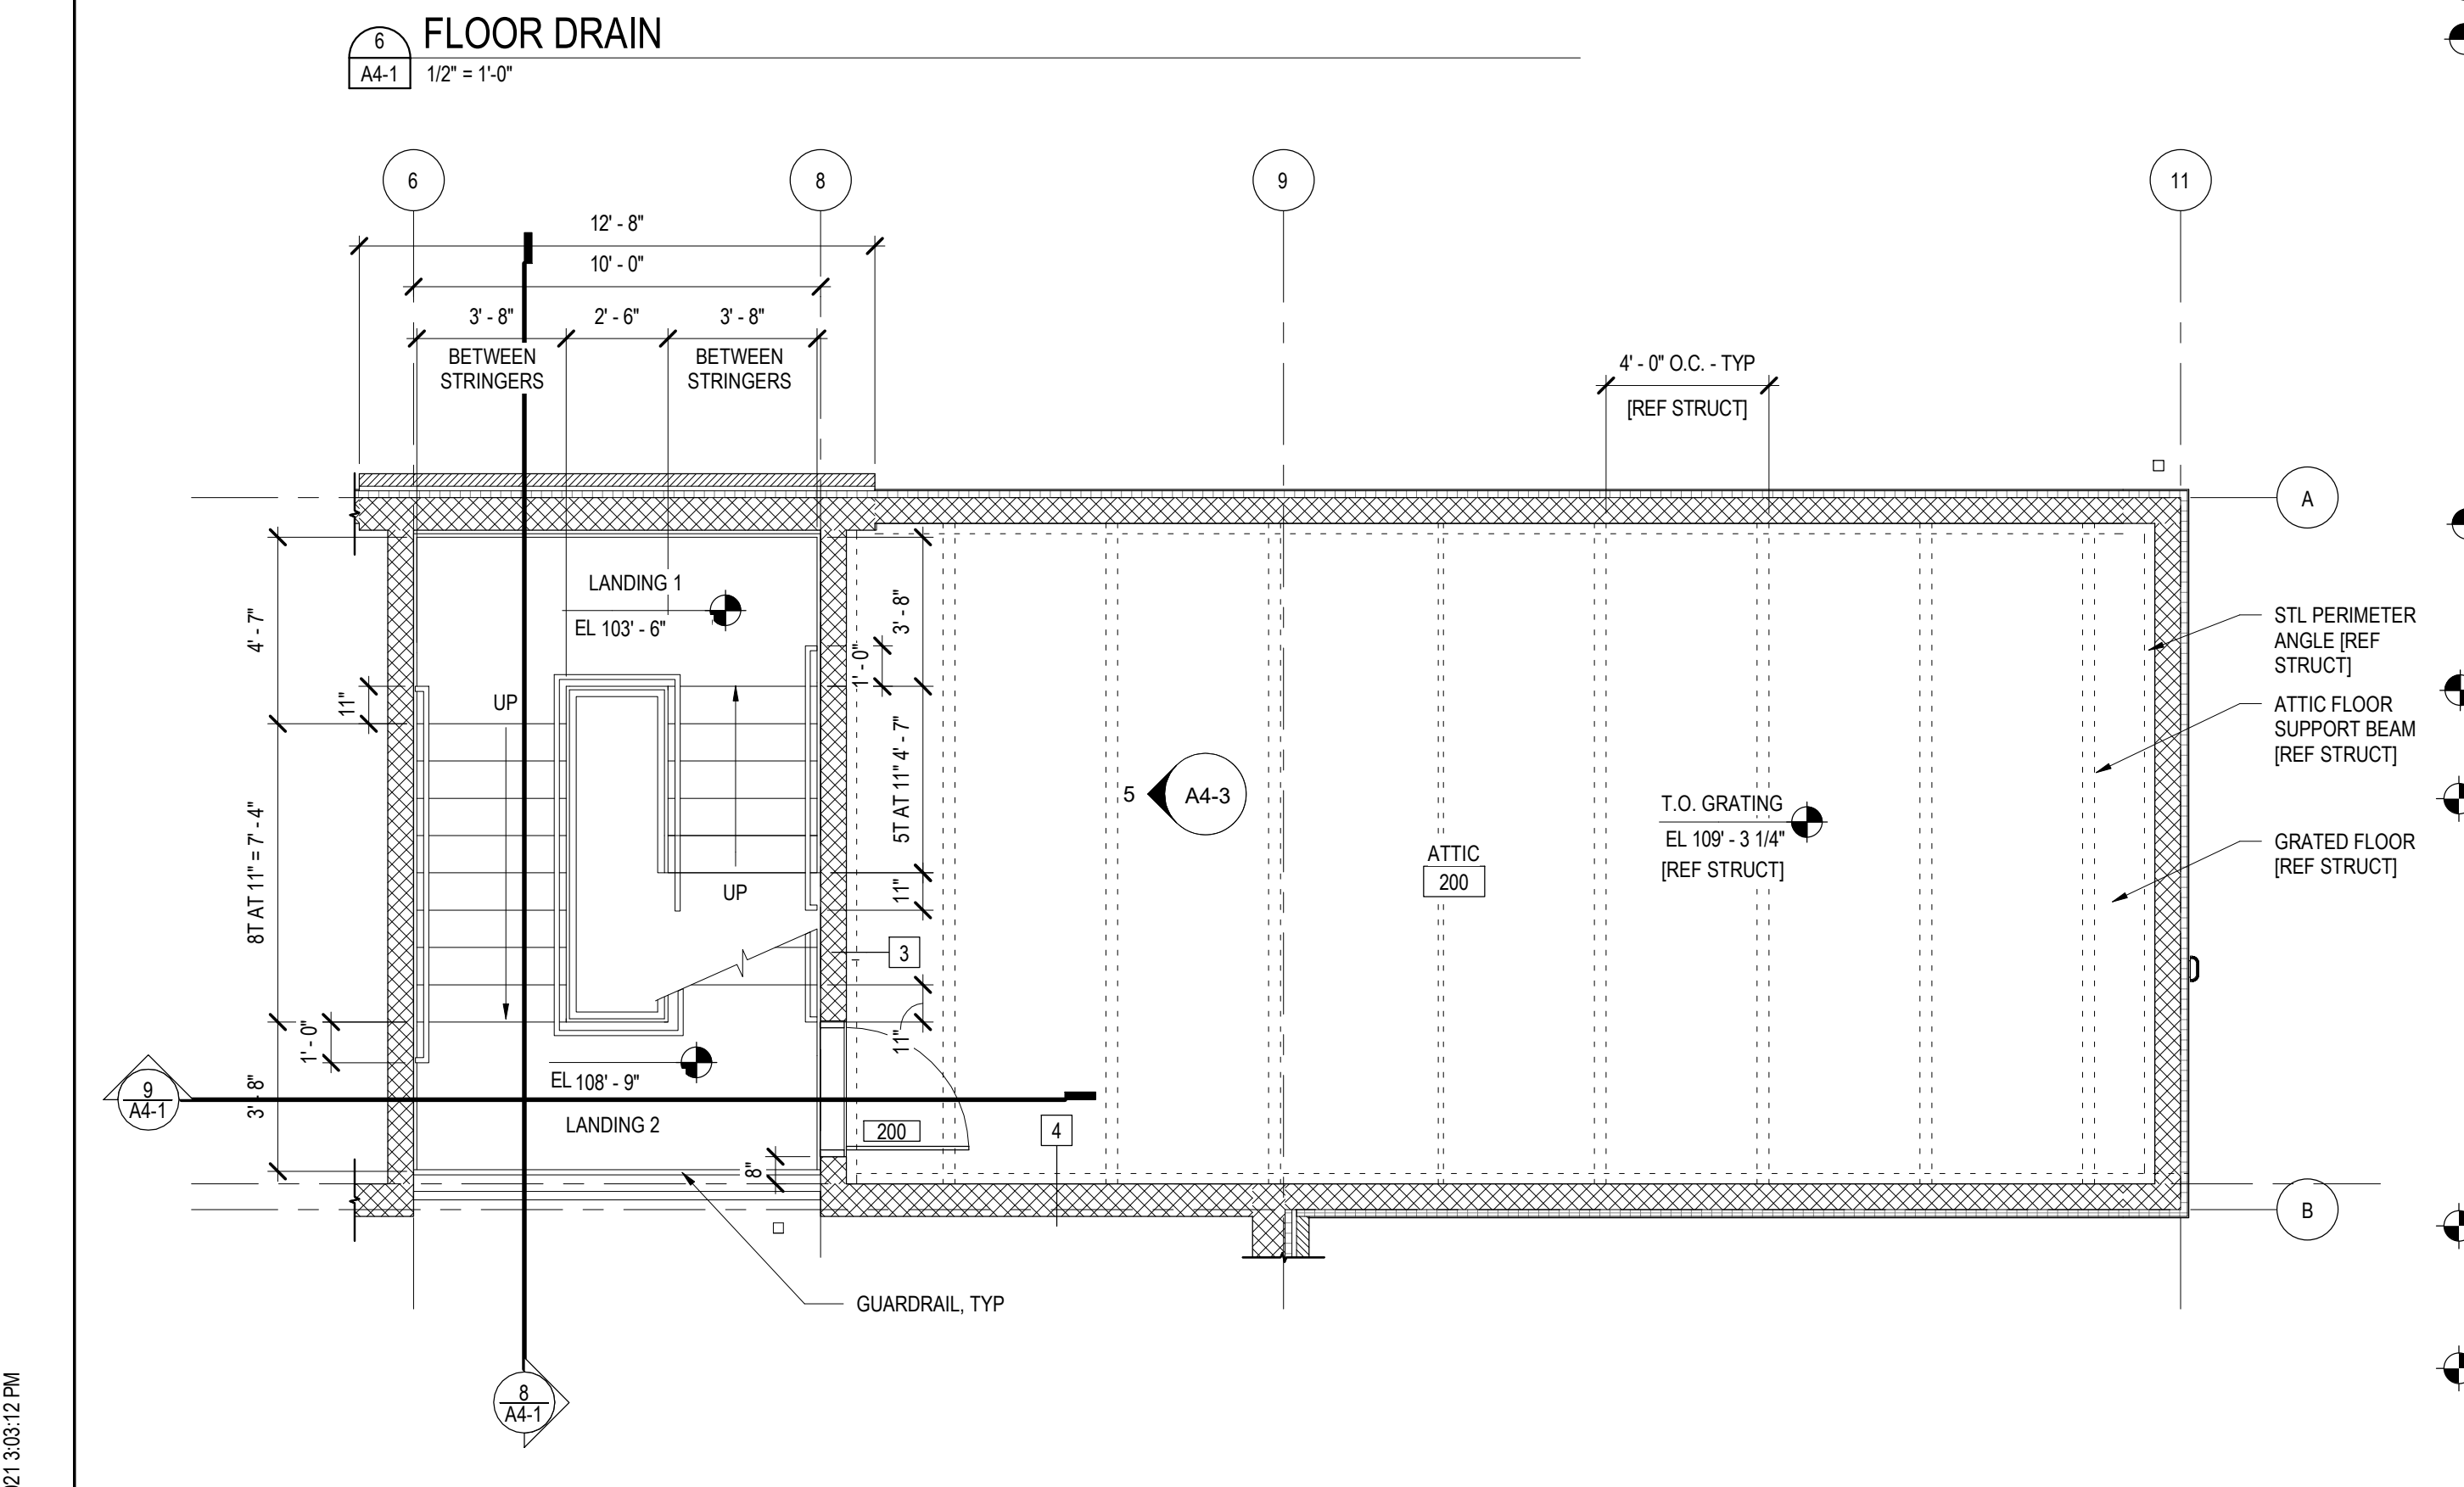 6
FLOOR DRAIN
A4-1
1/2" = 1'-0"
6
8
9
11
12' - 8"
10' - 0"
3' - 8"
2' - 6"
3' - 8"
BETWEEN
STRINGERS
BETWEEN
STRINGERS
4' - 0" O.C. - TYP
[REF STRUCT]
A
LANDING 1
EL 103' - 6"
4' - 7"
3' - 8"
1' - 0"
11"
UP
5T AT 11" 4' - 7"
STL PERIMETER
ANGLE [REF
STRUCT]
ATTIC FLOOR
SUPPORT BEAM
[REF STRUCT]
5
A4-3
T.O. GRATING
EL 109' - 3 1/4"
[REF STRUCT]
GRATED FLOOR
[REF STRUCT]
ATTIC
200
8T AT 11" = 7' - 4"
UP
11"
3
11"
1' - 0"
EL 108' - 9"
3' - 8"
9
A4-1
LANDING 2
200
4
8"
B
GUARDRAIL, TYP
8
A4-1
021 3:03:12 PM